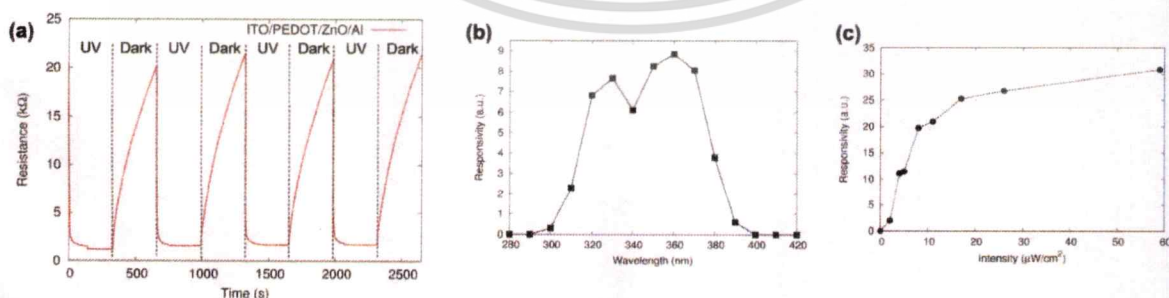 (a)
ITO/PEDOT/ZnO/Al
UV Dark UV Dark UV Dark UV Dark
25
20
15
10
5
0
Resistance (kΩ)
0 500 1000 1500 2000 2500
Time (s)
(b)
9
8
7
6
5
4
3
2
1
0
Responsivity (a.u.)
280 300 320 340 360 380 400 420
Wavelength (nm)
(c)
35
30
25
20
15
10
5
0
Responsivity (a.u.)
0 10 20 30 40 50 60
Intensity (μW/cm²)